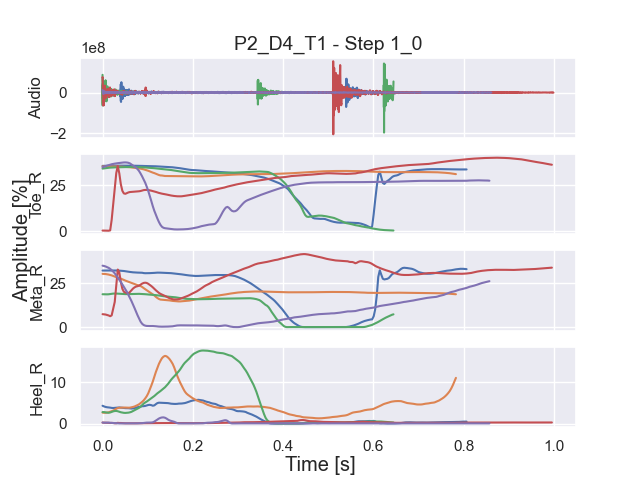 P2_D4_T1 - Step 1_0
1e8
0
−2
Audio
25
0
Toe_R
25
0
Meta_R
10
0
Heel_R
Amplitude [%]
0.0 0.2 0.4 0.6 0.8 1.0
Time [s]